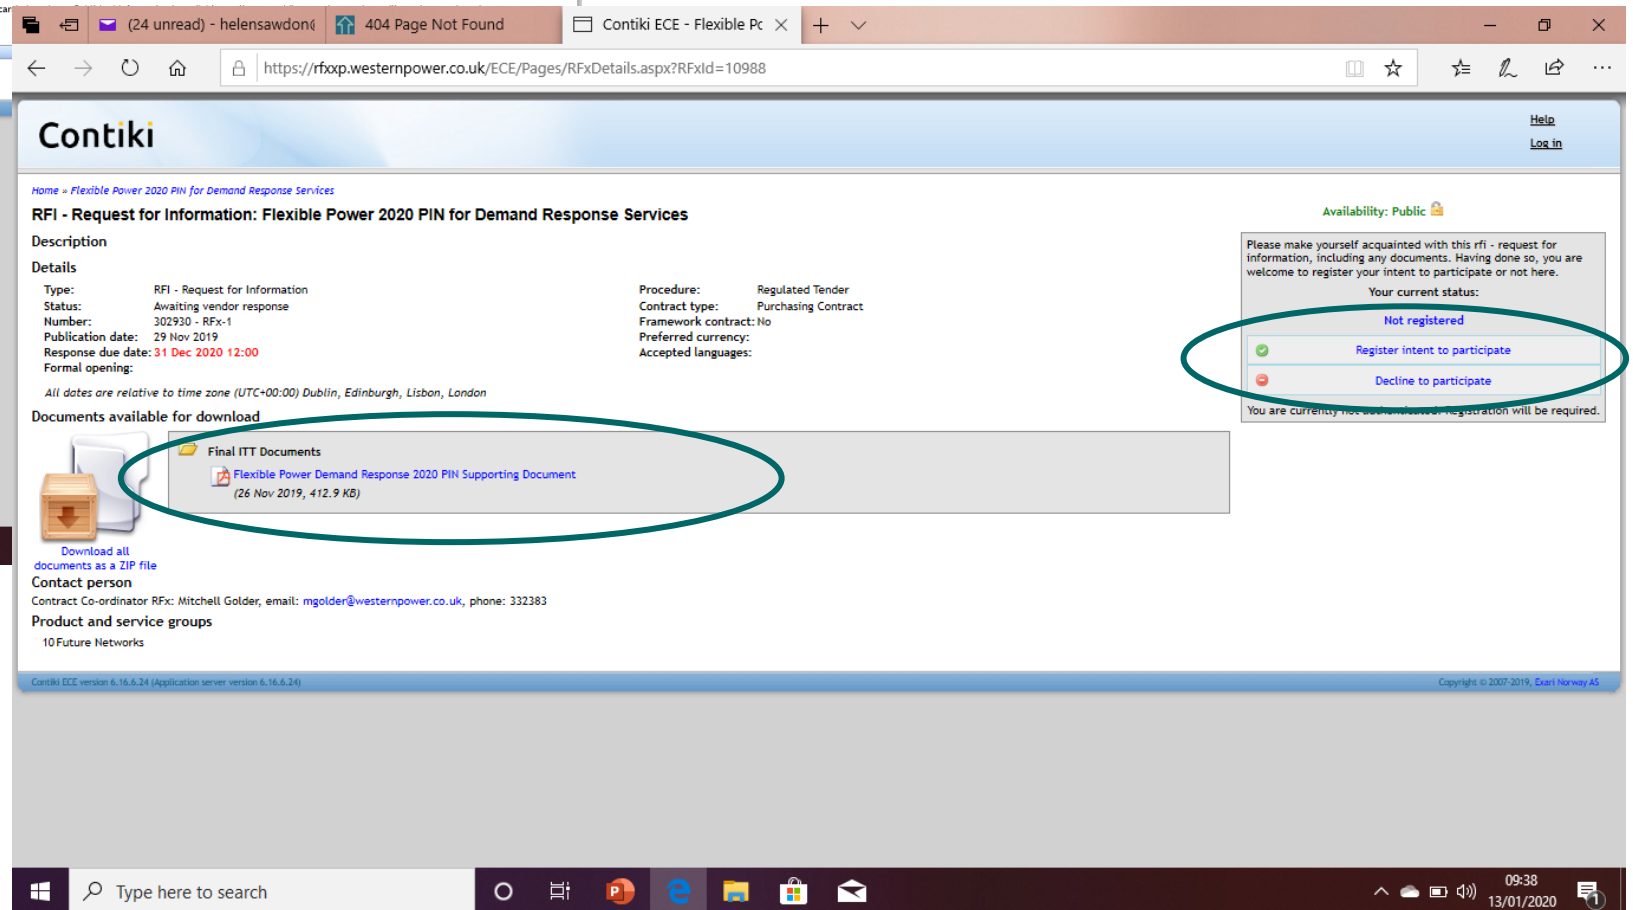 (24 unread) - helensawdon@
404 Page Not Found
Contiki ECE - Flexible Pc
https://rfxxp.westernpower.co.uk/ECE/Pages/RFxDetails.aspx?RFxId=10988
Contiki
Help
Log in
Home » Flexible Power 2020 PIN for Demand Response Services
RFI - Request for Information: Flexible Power 2020 PIN for Demand Response Services
Availability: Public
Description
Details
Type: RFI - Request for Information
Status: Awaiting vendor response
Number: 302930 - RFx-1
Publication date: 29 Nov 2019
Response due date: 31 Dec 2020 12:00
Formal opening:
Procedure: Regulated Tender
Contract type: Purchasing Contract
Framework contract: No
Preferred currency:
Accepted languages:
All dates are relative to time zone (UTC+00:00) Dublin, Edinburgh, Lisbon, London
Please make yourself acquainted with this rfi - request for
information, including any documents. Having done so, you are
welcome to register your intent to participate or not here.
Your current status:
Not registered
Register intent to participate
Decline to participate
You are currently not authenticated. Registration will be required.
Documents available for download
Final ITT Documents
Flexible Power Demand Response 2020 PIN Supporting Document
(26 Nov 2019, 412.9 KB)
Download all
documents as a ZIP file
Contact person
Contract Co-ordinator RFx: Mitchell Golder, email: mgolder@westernpower.co.uk, phone: 332383
Product and service groups
10 Future Networks
Contiki ECE version 6.16.6.24 (Application server version 6.16.6.24)
Copyright © 2007-2019, Exari Norway AS
Type here to search
09:38
13/01/2020
1